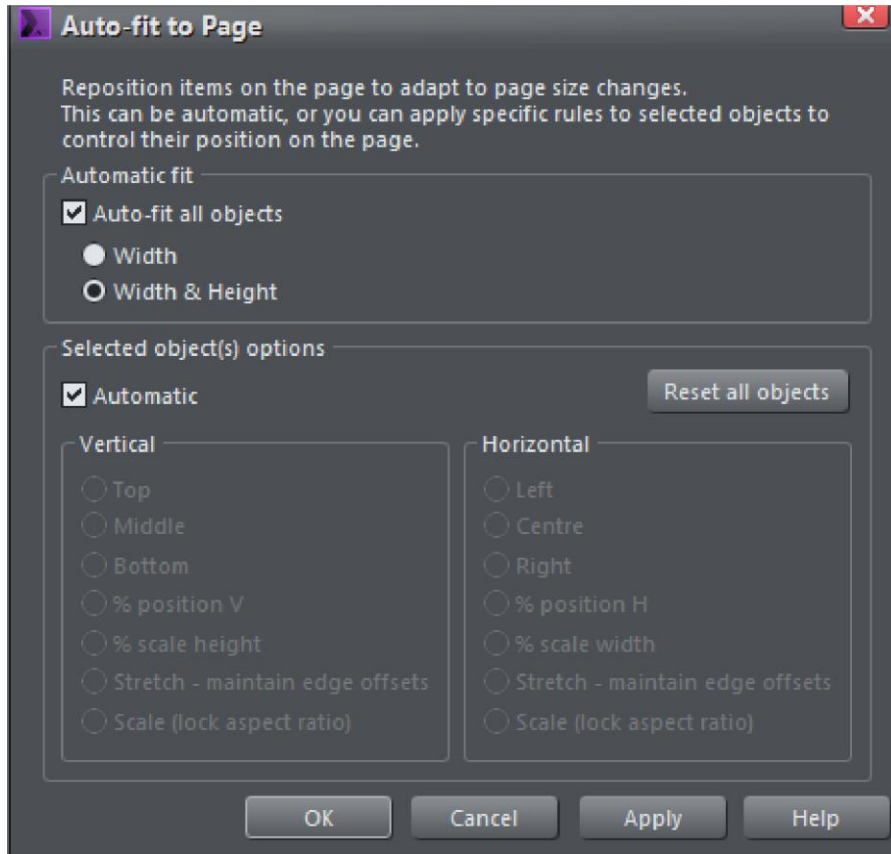 Auto-fit to Page
Reposition items on the page to adapt to page size changes.
This can be automatic, or you can apply specific rules to selected objects to
control their position on the page.
Automatic fit
Auto-fit all objects
Width
Width & Height
Selected object(s) options
Automatic
Reset all objects
Vertical
Top
Middle
Bottom
% position V
% scale height
Stretch - maintain edge offsets
Scale (lock aspect ratio)
Horizontal
Left
Centre
Right
% position H
% scale width
Stretch - maintain edge offsets
Scale (lock aspect ratio)
OK
Cancel
Apply
Help